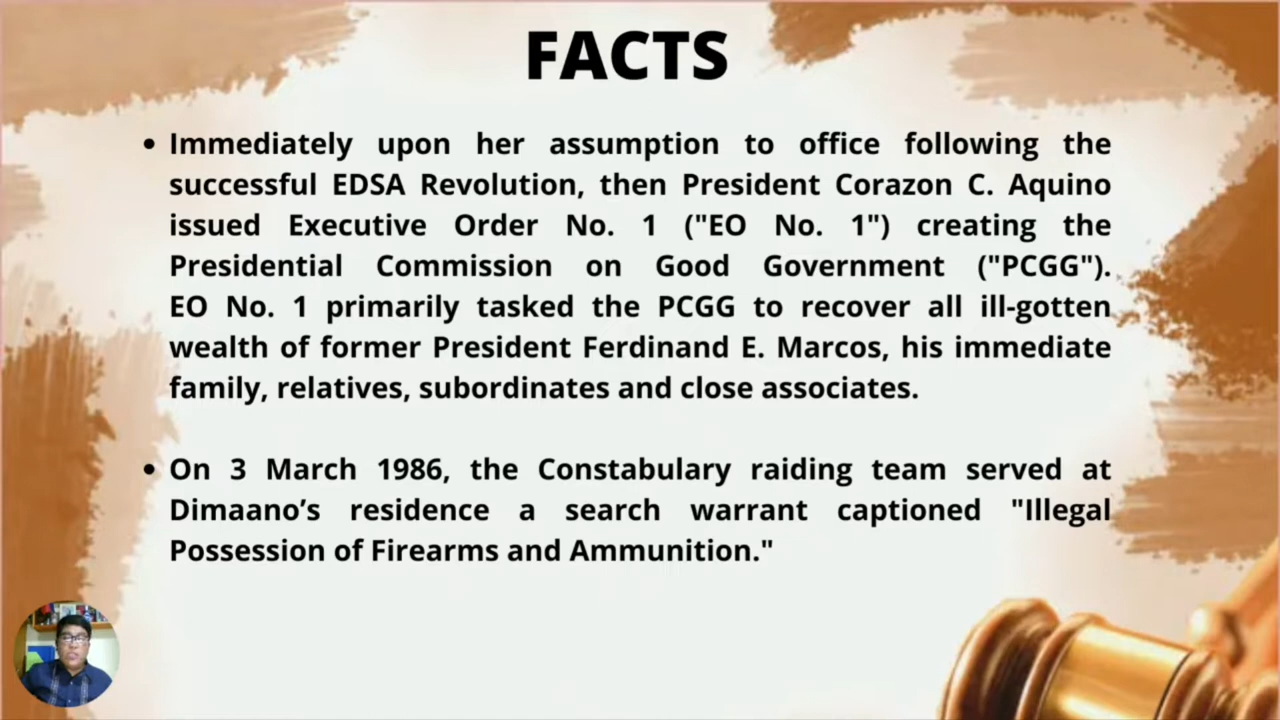 FACTS
• Immediately upon her assumption to office following the
successful EDSA Revolution, then President Corazon C. Aquino
issued Executive Order No. 1 ("EO No. 1") creating the
Presidential Commission on Good Government ("PCGG").
EO No. 1 primarily tasked the PCGG to recover all ill-gotten
wealth of former President Ferdinand E. Marcos, his immediate
family, relatives, subordinates and close associates.
• On 3 March 1986, the Constabulary raiding team served at
Dimaano’s residence a search warrant captioned "Illegal
Possession of Firearms and Ammunition."